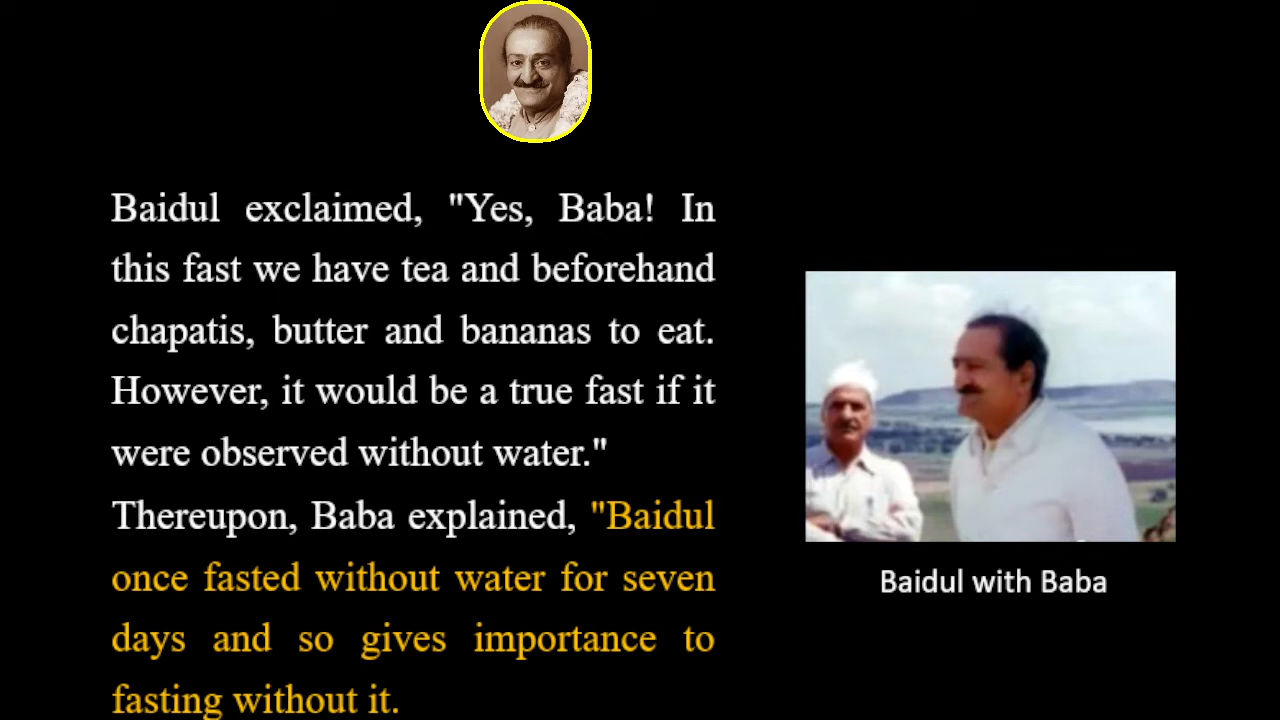 Baidul exclaimed, "Yes, Baba! In
this fast we have tea and beforehand
chapatis, butter and bananas to eat.
However, it would be a true fast if it
were observed without water."
Thereupon, Baba explained, "Baidul
once fasted without water for seven
days and so gives importance to
fasting without it.
Baidul with Baba